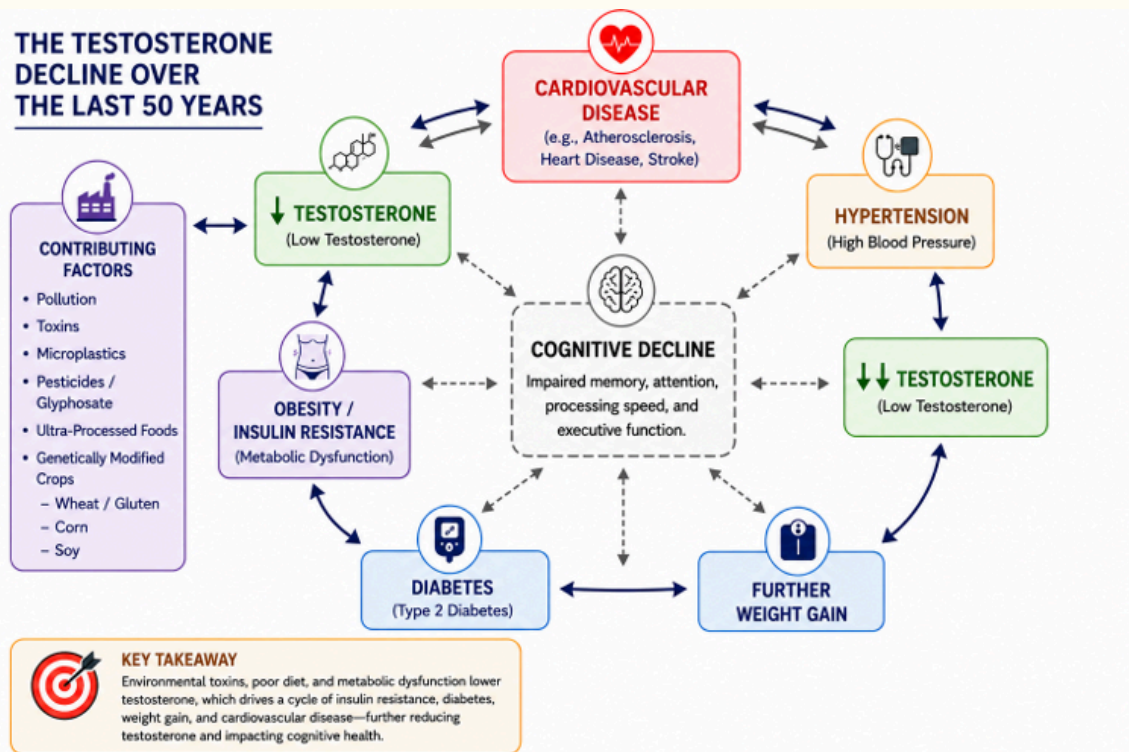 THE TESTOSTERONE
DECLINE OVER
THE LAST 50 YEARS
CARDIOVASCULAR
DISEASE
(e.g., Atherosclerosis,
Heart Disease, Stroke)
↓ TESTOSTERONE
(Low Testosterone)
HYPERTENSION
(High Blood Pressure)
CONTRIBUTING
FACTORS
• Pollution
• Toxins
• Microplastics
• Pesticides /
Glyphosate
• Ultra-Processed Foods
• Genetically Modified
Crops
– Wheat / Gluten
– Corn
– Soy
COGNITIVE DECLINE
Impaired memory, attention,
processing speed, and
executive function.
↓↓ TESTOSTERONE
(Low Testosterone)
OBESITY /
INSULIN RESISTANCE
(Metabolic Dysfunction)
DIABETES
(Type 2 Diabetes)
FURTHER
WEIGHT GAIN
KEY TAKEAWAY
Environmental toxins, poor diet, and metabolic dysfunction lower
testosterone, which drives a cycle of insulin resistance, diabetes,
weight gain, and cardiovascular disease—further reducing
testosterone and impacting cognitive health.